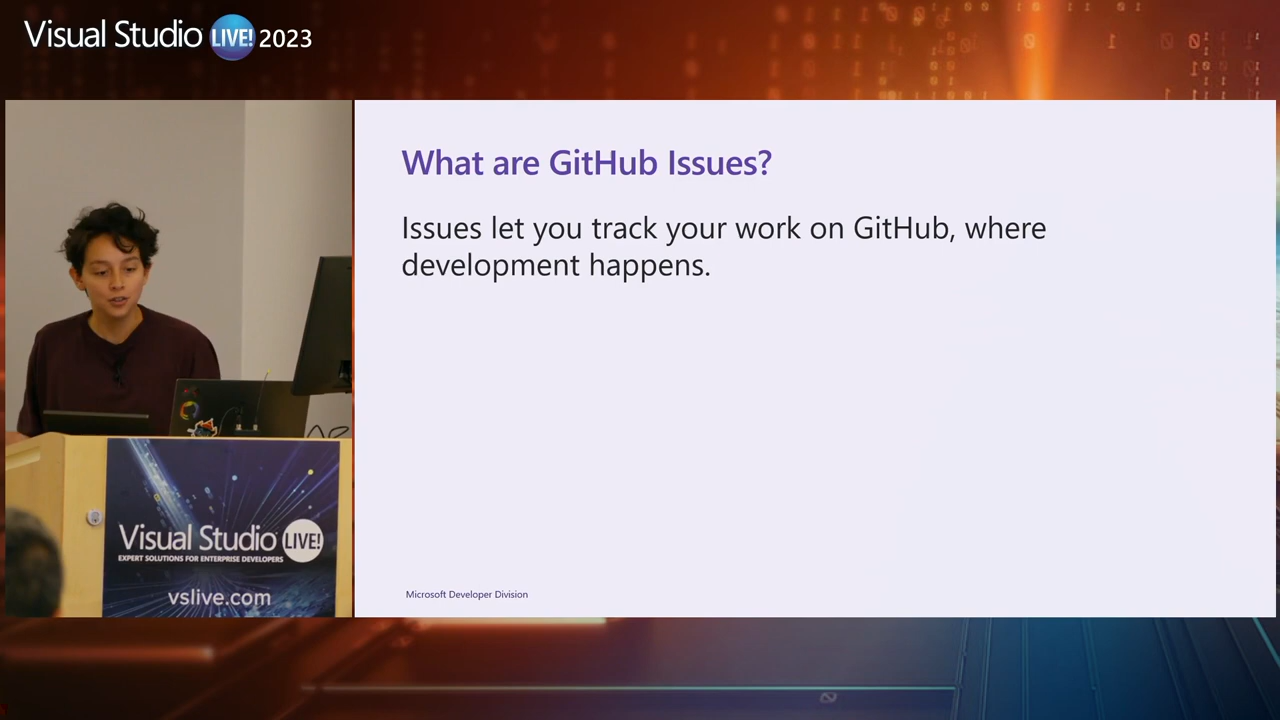 Visual Studio LIVE! 2023
What are GitHub Issues?
Issues let you track your work on GitHub, where
development happens.
Microsoft Developer Division
Visual Studio LIVE!
EXPERT SOLUTIONS FOR ENTERPRISE DEVELOPERS
vslive.com